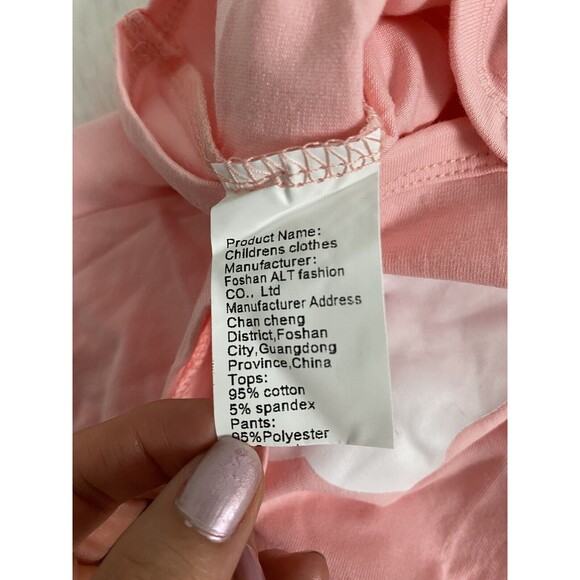 Product Name:
Childrens clothes
Manufacturer:
Foshan ALT fashion
CO., Ltd
Manufacturer Address
Chan cheng
District,Foshan
City,Guangdong
Province,China
Tops:
95% cotton
5% spandex
Pants:
95%Polyester